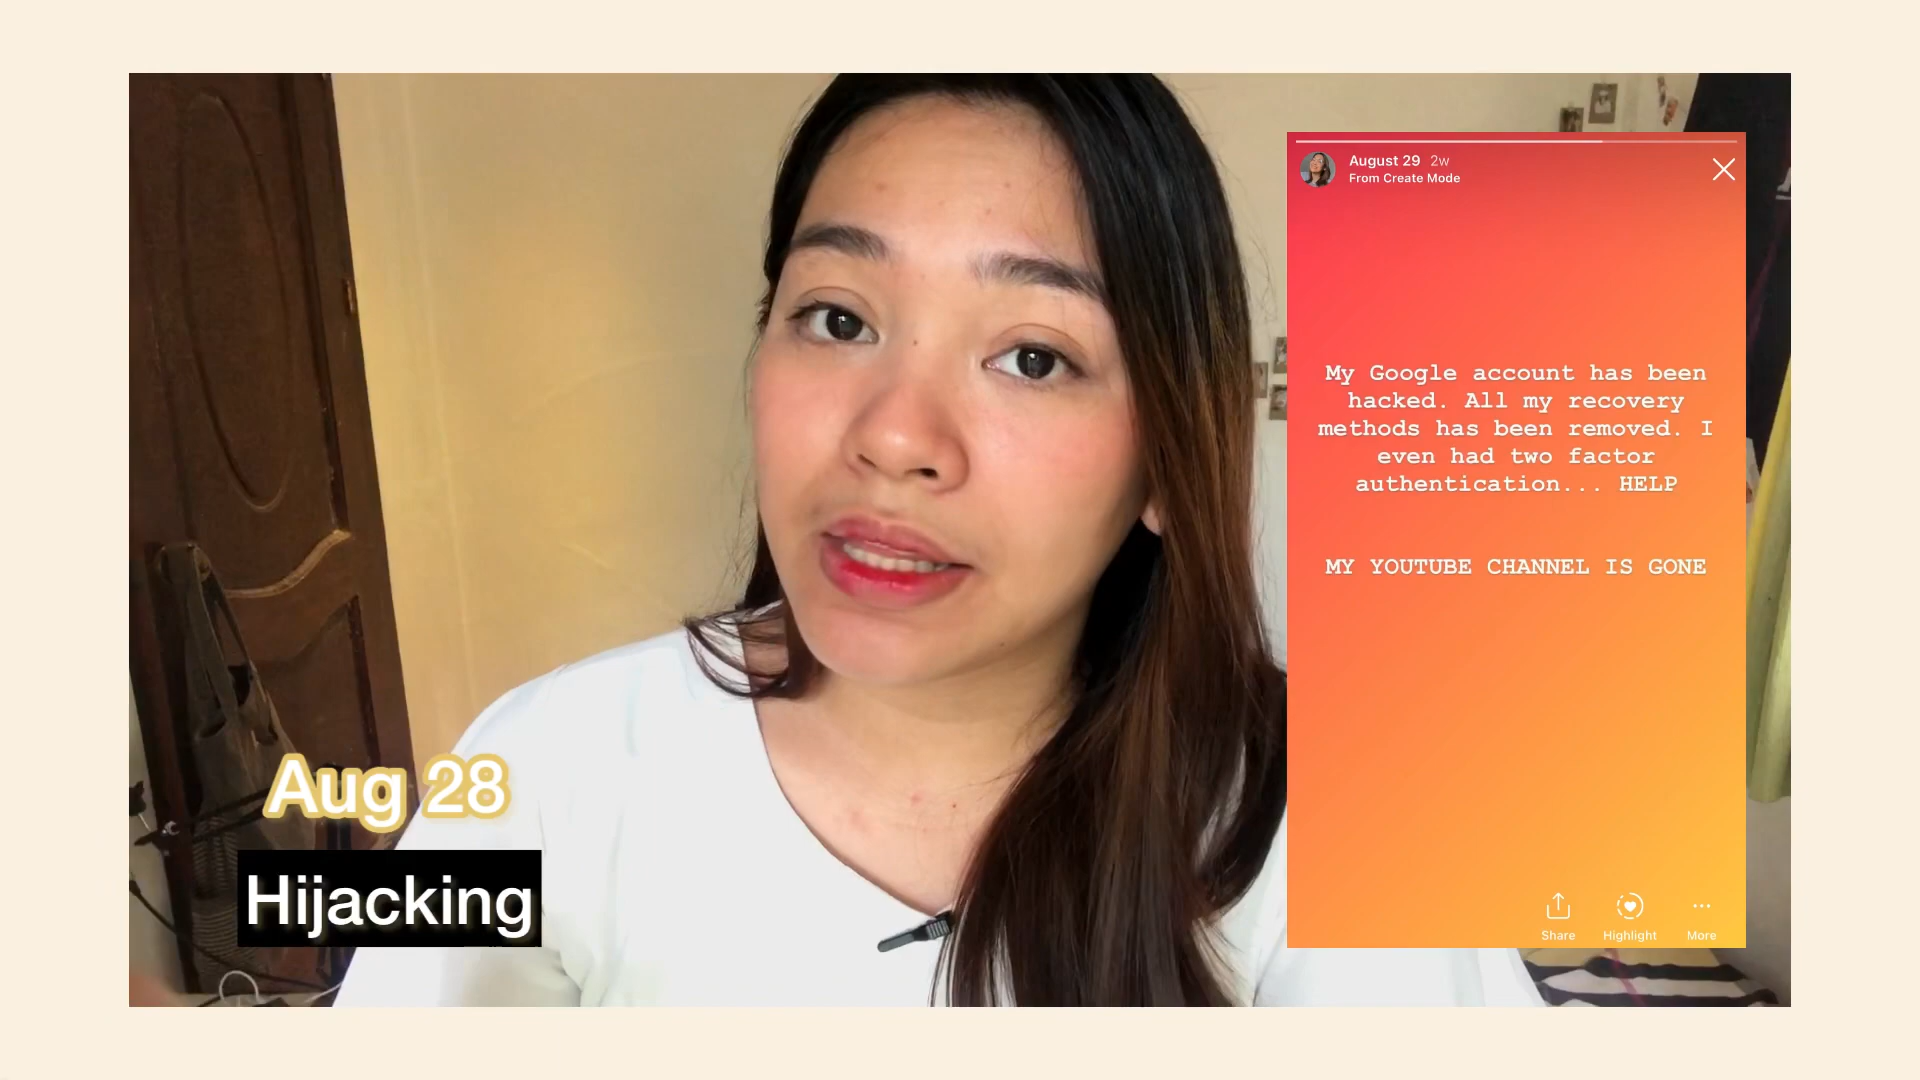 August 29 2w
From Create Mode
My Google account has been
hacked. All my recovery
methods has been removed. I
even had two factor
authentication... HELP
MY YOUTUBE CHANNEL IS GONE
Share Highlight More
Aug 28
Hijacking